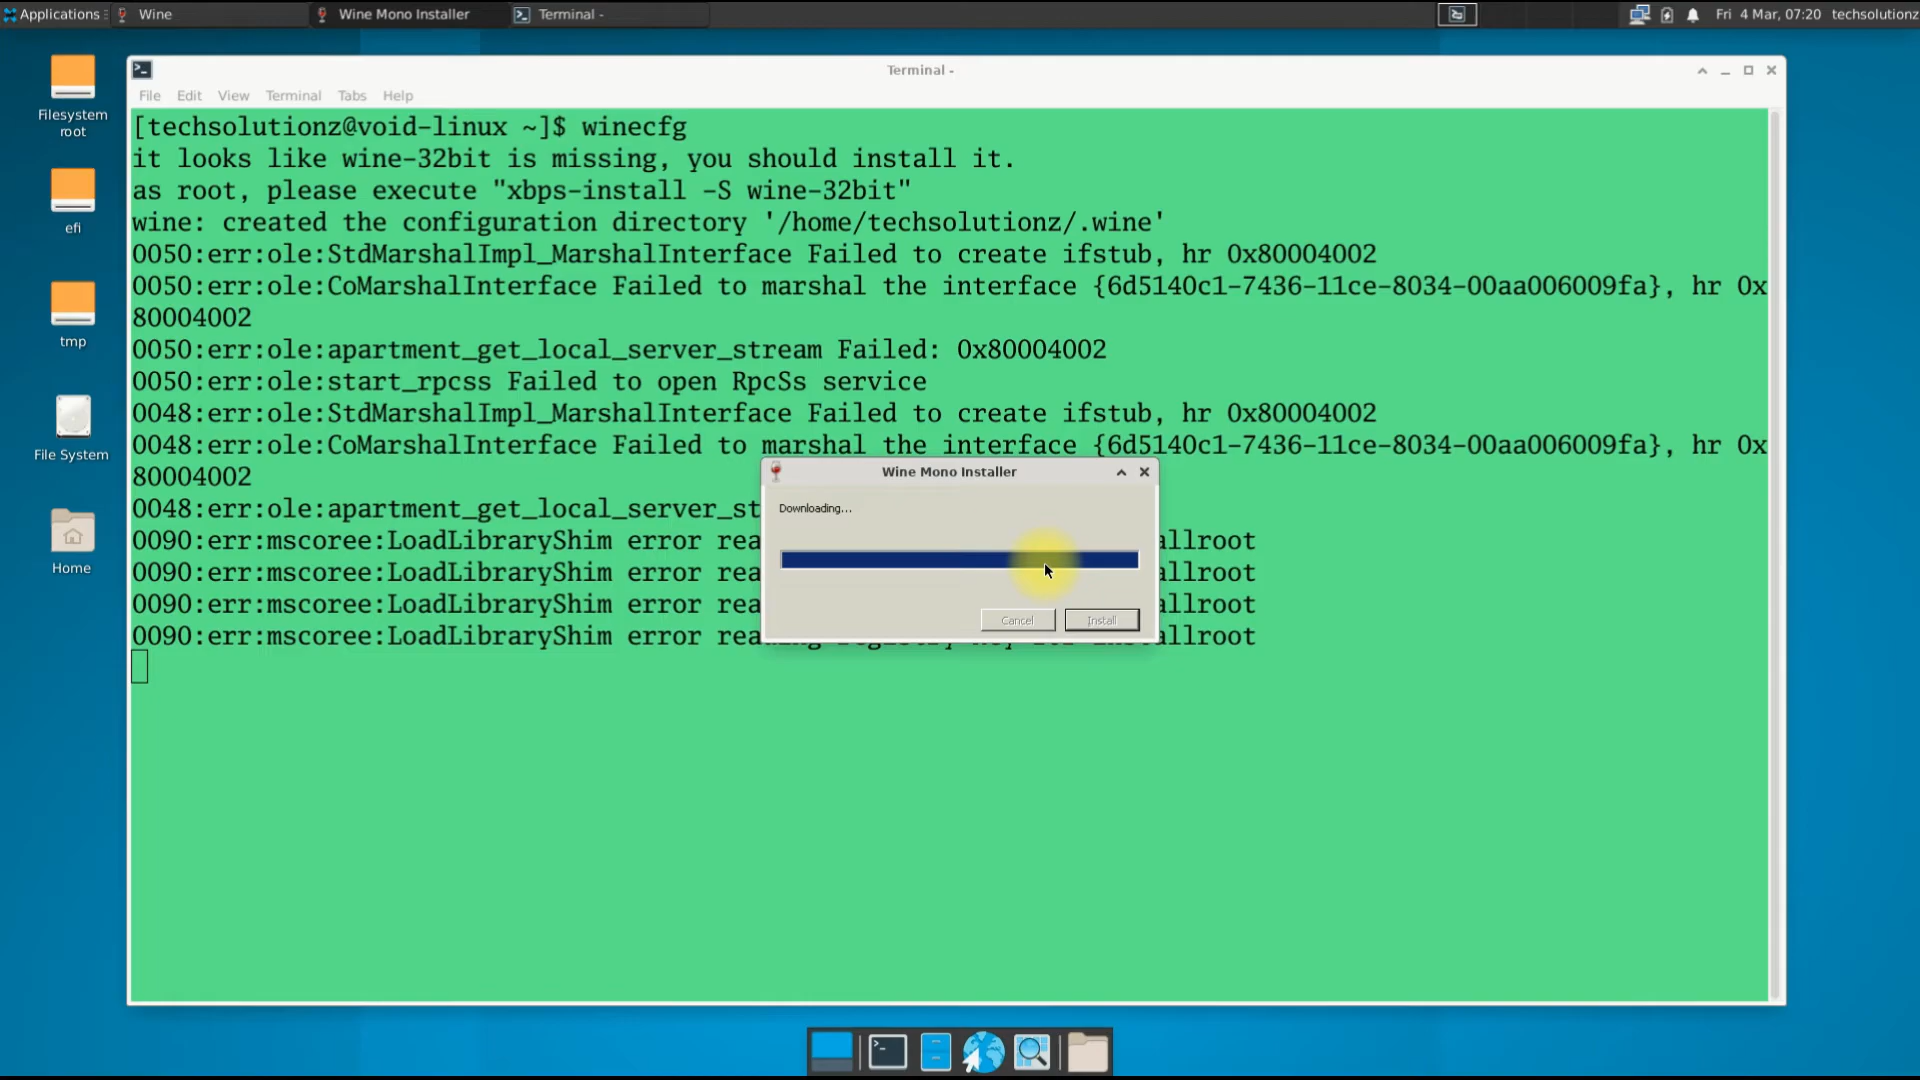 Applications
Wine
Wine Mono Installer
Terminal -
Fri 4 Mar, 07:20
techsolutionz
Filesystem
root
efi
tmp
File System
Home
Terminal -
File Edit View Terminal Tabs Help
[techsolutionz@void-linux ~]$ winecfg
it looks like wine-32bit is missing, you should install it.
as root, please execute "xbps-install -S wine-32bit"
wine: created the configuration directory '/home/techsolutionz/.wine'
0050:err:ole:StdMarshalImpl_MarshalInterface Failed to create ifstub, hr 0x80004002
0050:err:ole:CoMarshalInterface Failed to marshal the interface {6d5140c1-7436-11ce-8034-00aa006009fa}, hr 0x
80004002
0050:err:ole:apartment_get_local_server_stream Failed: 0x80004002
0050:err:ole:start_rpcss Failed to open RpcSs service
0048:err:ole:StdMarshalImpl_MarshalInterface Failed to create ifstub, hr 0x80004002
0048:err:ole:CoMarshalInterface Failed to marshal the interface {6d5140c1-7436-11ce-8034-00aa006009fa}, hr 0x
80004002
0048:err:ole:apartment_get_local_server_st
0090:err:mscoree:LoadLibraryShim error rea allroot
0090:err:mscoree:LoadLibraryShim error rea allroot
0090:err:mscoree:LoadLibraryShim error rea allroot
0090:err:mscoree:LoadLibraryShim error rea allroot
Wine Mono Installer
Downloading...
Cancel
Install